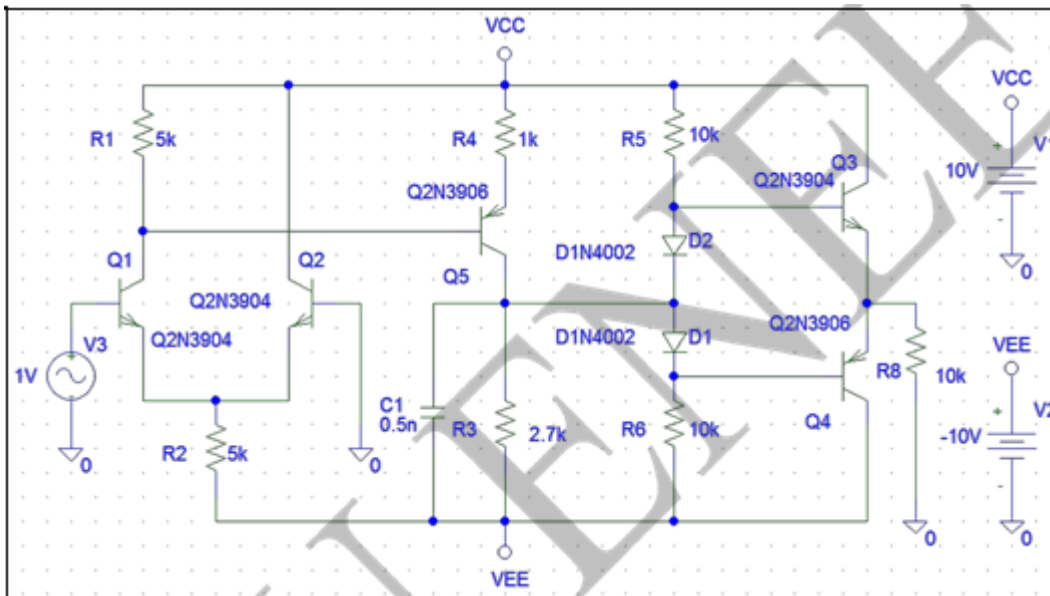 VCC
VCC
R1
5k
R4
1k
R5
10k
Q3
V1
10V
Q2N3906
Q2N3904
Q1
Q2
Q5
D1N4002
D2
Q2N3904
0
Q2N3904
D1N4002
D1
Q2N3906
V3
VEE
1V
R8
10k
C1
0.5n
R3
2.7k
R6
10k
Q4
V2
-10V
R2
5k
0
0
0
0
VEE